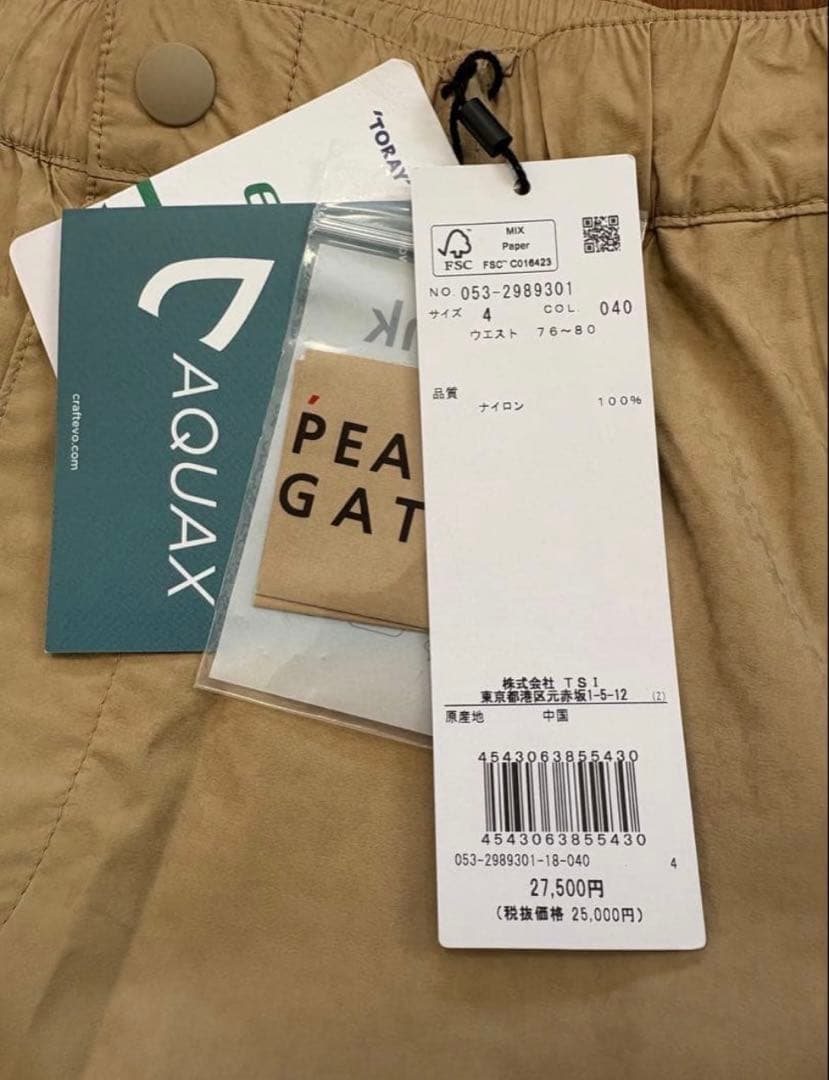 'TORAY'
AQUAX
craftevo.com
PEA
GAT
MIX
Paper
FSC
FSC™ C016423
NO. 053-2989301
サイズ 4 COL. 040
ウエスト 76~80
品質
ナイロン 100%
株式会社 TSI
東京都港区元赤坂1-5-12 (2)
原産地 中国
4543063855430
4543063855430
053-2989301-18-040 4
27,500円
(税抜価格 25,000円)